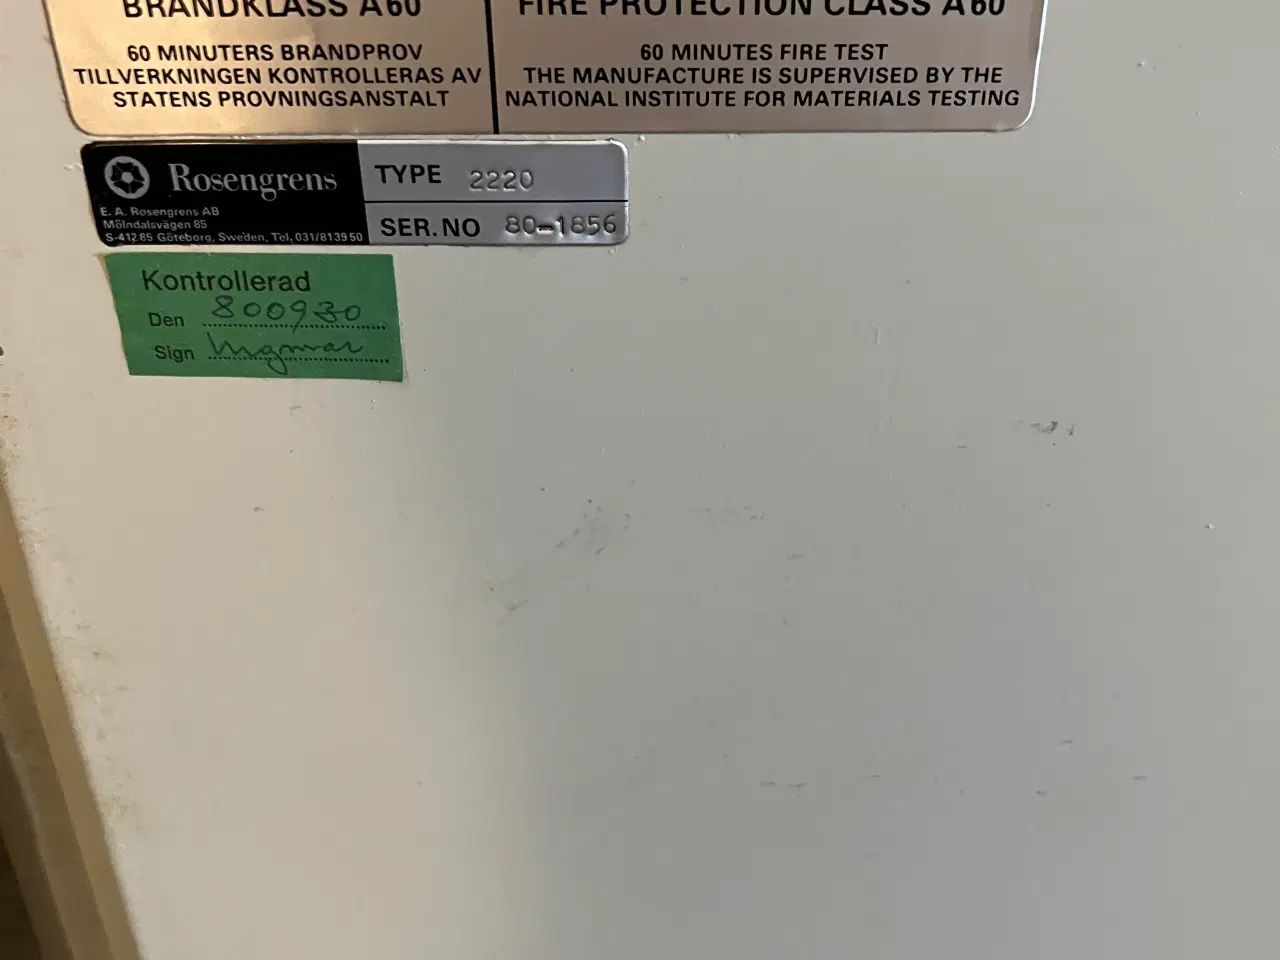 BRANDKLASS A60
60 MINUTERS BRANDPROV
TILLVERKNINGEN KONTROLLERAS AV
STATENS PROVNINGSANSTALT
FIRE PROTECTION CLASS A60
60 MINUTES FIRE TEST
THE MANUFACTURE IS SUPERVISED BY THE
NATIONAL INSTITUTE FOR MATERIALS TESTING
Rosengrens
E. A. Rosengrens AB
Mölndalsvägen 85
S-412 85 Göteborg, Sweden, Tel. 031/81 39 50
TYPE 2220
SER. NO 80-1856
Kontrollerad
Den 800930
Sign Ingmar